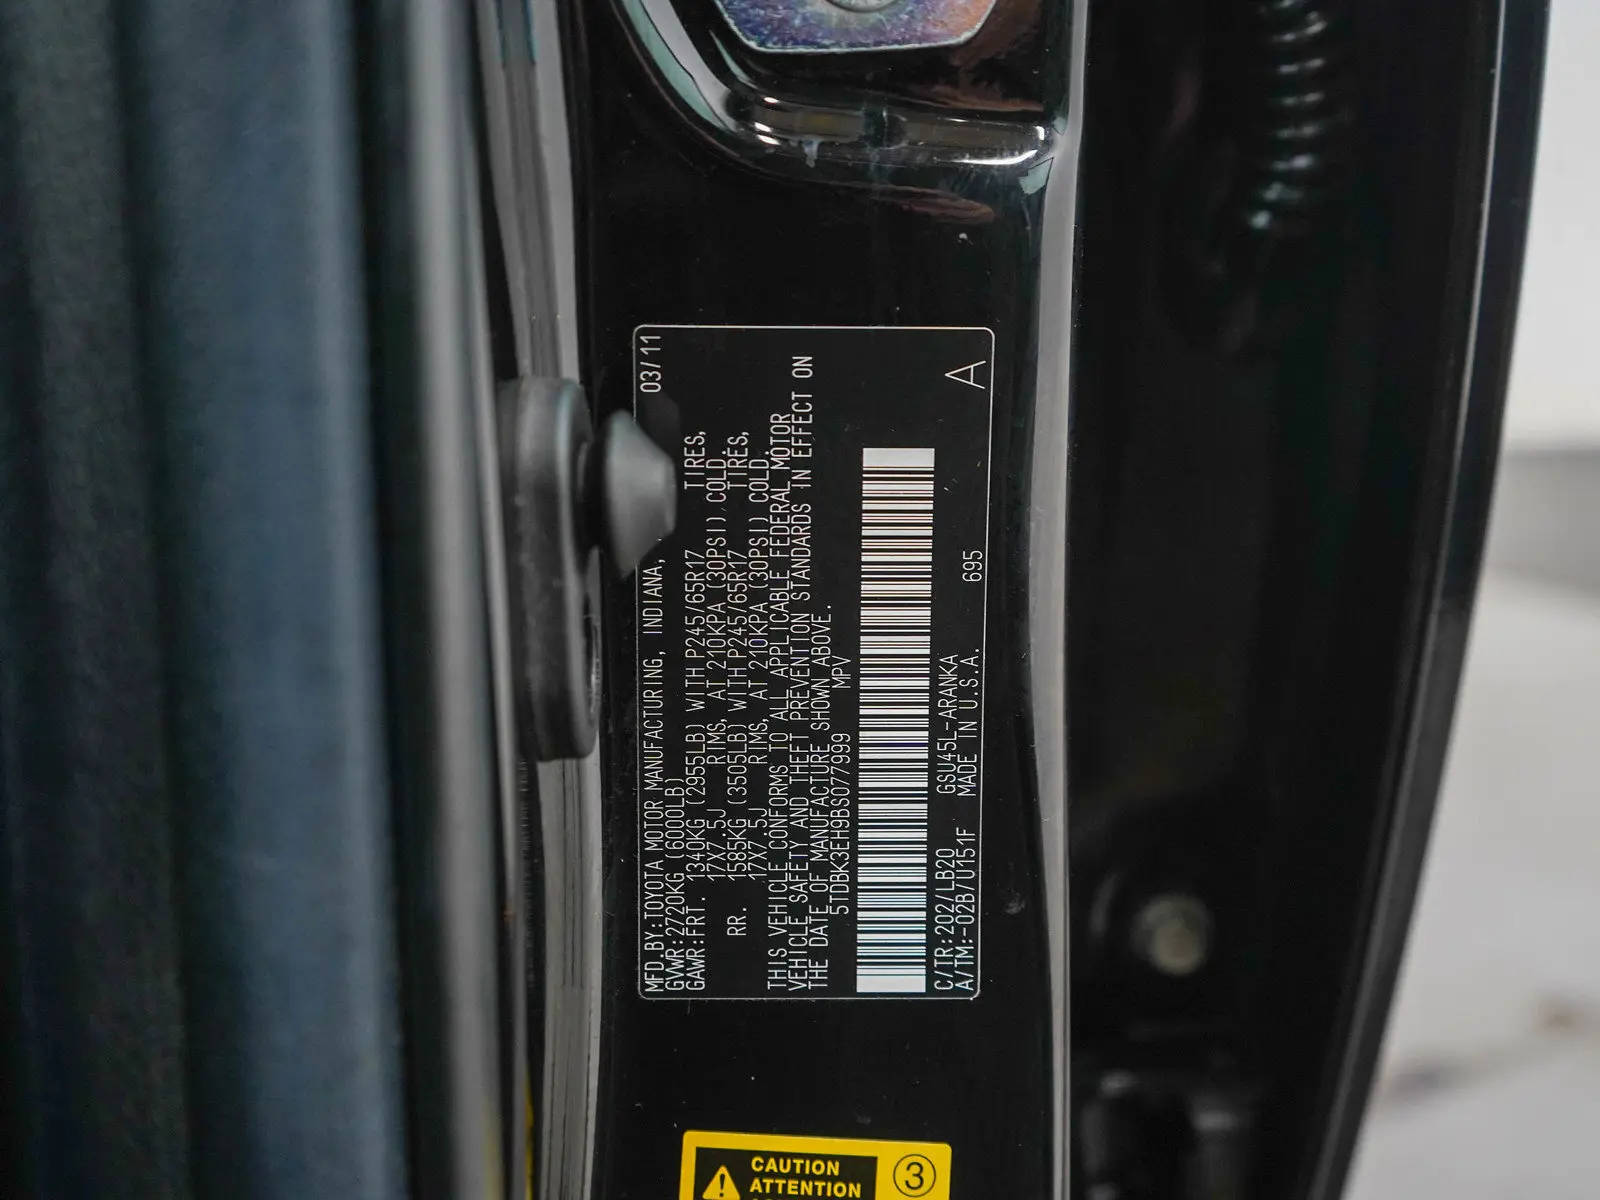 MFD.BY:TOYOTA MOTOR MANUFACTURING, INDIANA, 03/11
GVWR:2720KG (6000LB)
GAWR:FRT. 1340KG (2955LB) WITH P245/65R17 TIRES,
17X7.5J RIMS, AT 210KPA (30PSI) COLD.
RR. 1585KG (3505LB) WITH P245/65R17 TIRES,
17X7.5J RIMS, AT 210KPA (30PSI) COLD.
THIS VEHICLE CONFORMS TO ALL APPLICABLE FEDERAL MOTOR
VEHICLE SAFETY AND THEFT PREVENTION STANDARDS IN EFFECT ON
THE DATE OF MANUFACTURE SHOWN ABOVE.
5TDBK3EH9BS077999 MPV
A
C/TR:202/LB20 GSU45L-ARANKA
A/TM:-02B/U151F MADE IN U.S.A. 695
CAUTION
ATTENTION
3